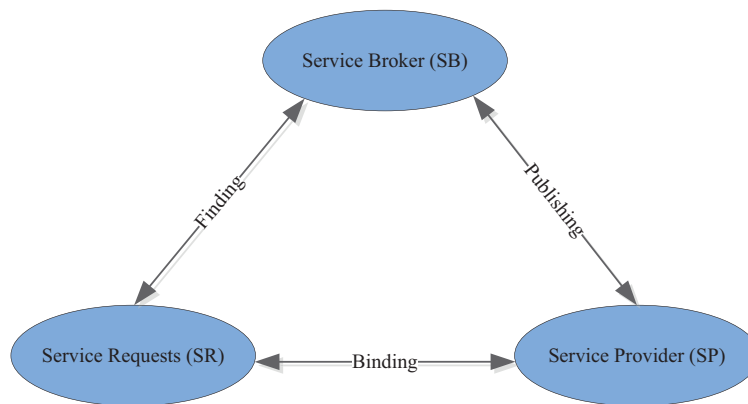 Service Broker (SB)
Finding
Publishing
Service Requests (SR)
Binding
Service Provider (SP)